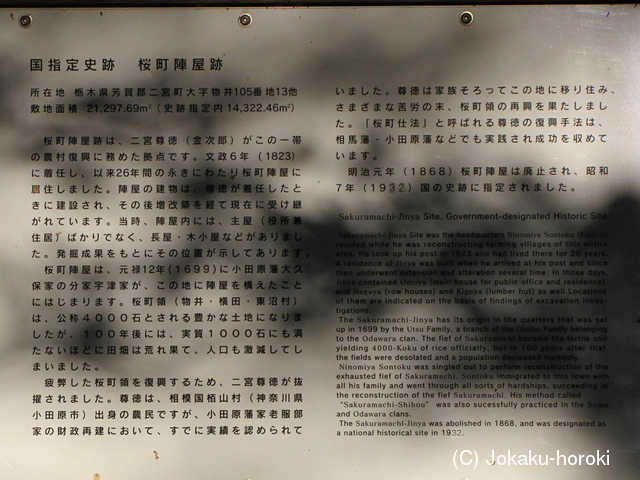 国指定史跡　桜町陣屋跡
所在地 栃木県芳賀郡二宮町大字物井105番地13他
敷地面積 21,297.69m²（史跡指定内14,322.46m²）
桜町陣屋跡は、二宮尊徳（金次郎）がこの一帯
の農村復興に務めた拠点です。文政6年（1823）
に着任し、以来26年間の永きにわたり桜町陣屋に
居住しました。陣屋の建物は、尊徳が着任したと
きに建設され、その後増改築を経て現在に受け継
がれています。当時、陣屋内には、主屋（役所兼
住居）ばかりでなく、長屋・木小屋などがありまし
た。発掘成果をもとにその位置が示してあります。
桜町陣屋は、元禄12年(1699)に小田原藩大久
保家の分家宇津家が、この地に陣屋を構えたこと
にはじまります。桜町領（物井・横田・東沼村）
は、公称４０００石とされる豊かな土地になりま
したが、１００年後には、実質１０００石にも満
たないほどに田畑は荒れ果て、人口も激減してし
まいました。
疲弊した桜町領を復興するため、二宮尊徳が抜
擢されました。尊徳は、相模国栢山村（神奈川県
小田原市）出身の農民ですが、小田原藩家老服部
家の財政再建において、すでに実績を認められて
いました。尊徳は家族そろってこの地に移り住み、
さまざまな苦労の末、桜町領の再興を果たしまし
た。「桜町仕法」と呼ばれる尊徳の復興手法は、
相馬藩・小田原藩などでも実践され成功を収めて
います。
明治元年（1868）桜町陣屋は廃止され、昭和
7年（1932）国の史跡に指定されました。
Sakuramachi-Jinya Site, Government-designated Historic Site
Sakuramachi-Jinya Site was the headquarters Ninomiya Sontoku (Kinjiro)
resided while he was reconstructing farming villages of this entire
area. He took up his post in 1823 and had lived there for 26 years.
A residence of Jinya was built when he arrived at his post and since
then underwent extension and alteration several time. In those days,
Jinya contained Omoya (main house for public office and residence)
and Nagaya (row houses) and Kigoya (lumber hut) as well. Locations
of them are indicated on the basis of findings of excavation inves-
tigations.
The Sakuramachi-Jinya has its origin in the quarters that was set
up in 1699 by the Utsu Family, a branch of the Okubo Family belonging
to the Odawara clan. The fief of Sakuramachi became the fertile soil
yielding 4000-Koku of rice officially, but in 100 years after that
the fields were desolated and a population decreased markedly.
Ninomiya Sontoku was singled out to perform reconstruction of the
exhausted fief of Sakuramachi. Sontoku immigrated to this town with
all his family and went through all sorts of hardships, succeeding in
the reconstruction of the fief Sakuramachi. His method called
"Sakuramachi-Shihou" was also sucessfully practiced in the Soma
and Odawara clans.
The Sakuramachi-Jinya was abolished in 1868, and was designated as
a national historical site in 1932.
(C) Jokaku-horoki